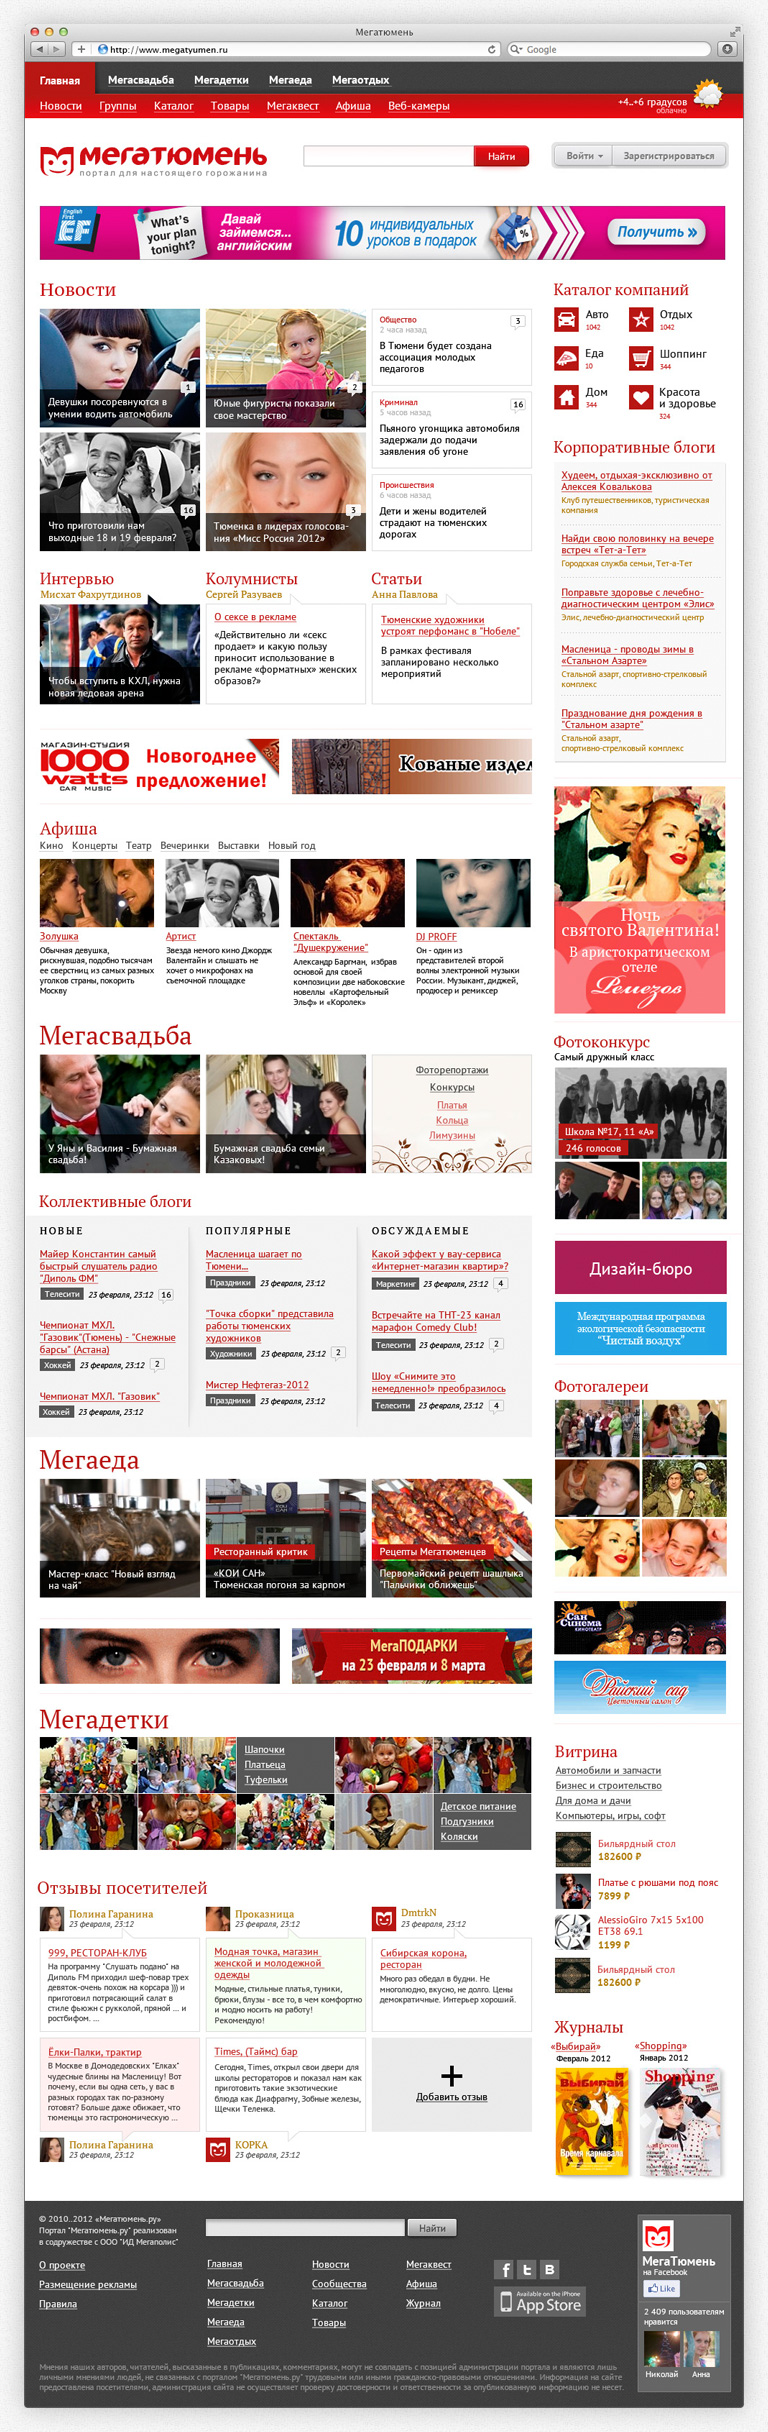 Мегатюмень
http://www.megatyumen.ru
Google
Главная
Мегасвадьба
Мегадетки
Мегаеда
Мегаотдых
Новости
Группы
Каталог
Товары
Мегаквест
Афиша
Веб-камеры
+4..+6 градусов
облачно
мегатюмень
портал для настоящего горожанина
Найти
Войти
Зарегистрироваться
English First
EF
What's your plan tonight?
Давай займемся... английским
10 индивидуальных уроков в подарок
%
Получить »
Новости
Девушки посоревнуются в умении водить автомобиль
1
Юные фигуристы показали свое мастерство
2
Что приготовили нам выходные 18 и 19 февраля?
16
Тюменка в лидерах голосова-
ния «Мисс Россия 2012»
3
Общество
3
2 часа назад
В Тюмени будет создана
ассоциация молодых
педагогов
Криминал
16
5 часов назад
Пьяного угонщика автомобиля
задержали до подачи
заявления об угоне
Происшествия
6 часов назад
Дети и жены водителей
страдают на тюменских
дорогах
Каталог компаний
Авто
1042
Отдых
1042
Еда
10
Шоппинг
344
Дом
344
Красота
и здоровье
324
Корпоративные блоги
Худеем, отдыхая-эксклюзивно от
Алексея Ковалькова
Клуб путешественников, туристическая
компания
Найди свою половинку на вечере
встреч «Тет-а-Тет»
Городская служба семьи, Тет-а-Тет
Поправьте здоровье с лечебно-
диагностическим центром «Элис»
Элис, лечебно-диагностический центр
Масленица - проводы зимы в
«Стальном Азарте»
Стальной азарт, спортивно-стрелковый
комплекс
Празднование дня рождения в
"Стальном азарте"
Стальной азарт,
спортивно-стрелковый комплекс
Интервью
Мисхат Фахрутдинов
Чтобы вступить в КХЛ, нужна
новая ледовая арена
Колумнисты
Сергей Разуваев
О сексе в рекламе
«Действительно ли «секс
продает» и какую пользу
приносит использование в
рекламе «форматных» женских
образов?»
Статьи
Анна Павлова
Тюменские художники
устроят перфоманс в "Нобеле"
В рамках фестиваля
запланировано несколько
мероприятий
МАГАЗИН-СТУДИЯ
1000
watts
CAR MUSIC
Новогоднее
предложение!
Кованые издел
Афиша
Кино
Концерты
Театр
Вечеринки
Выставки
Новый год
Золушка
Обычная девушка,
рискнувшая, подобно тысячам
ее сверстниц из самых разных
уголков страны, покорить
Москву
Артист
Звезда немого кино Джордж
Валентайн и слышать не
хочет о микрофонах на
съемочной площадке
Спектакль
"Душекружение"
Александр Баргман, избрав
основой для своей
композиции две набоковские
новеллы «Картофельный
Эльф» и «Королек»
DJ PROFF
Он - один из
представителей второй
волны электронной музыки
России. Музыкант, диджей,
продюсер и ремиксер
Ночь
святого Валентина!
В аристократическом
отеле
Ремезов
Мегасвадьба
У Яны и Василия - Бумажная
свадьба!
Бумажная свадьба семьи
Казаковых!
Фоторепортажи
Конкурсы
Платья
Кольца
Лимузины
Фотоконкурс
Самый дружный класс
Школа №17, 11 «А»
246 голосов
Дизайн-бюро
Международная программа
экологической безопасности
"Чистый воздух"
Коллективные блоги
НОВЫЕ
Майер Константин самый
быстрый слушатель радио
"Диполь ФМ"
Телесити
23 февраля, 23:12
16
Чемпионат МХЛ.
"Газовик"(Тюмень) - "Снежные
барсы" (Астана)
Хоккей
23 февраля, 23:12
2
Чемпионат МХЛ. "Газовик"
Хоккей
23 февраля, 23:12
ПОПУЛЯРНЫЕ
Масленица шагает по
Тюмени...
Праздники
23 февраля, 23:12
"Точка сборки" представила
работы тюменских
художников
Художники
23 февраля, 23:12
2
Мистер Нефтегаз-2012
Праздники
23 февраля, 23:12
ОБСУЖДАЕМЫЕ
Какой эффект у вау-сервиса
«Интернет-магазин квартир»?
Маркетинг
23 февраля, 23:12
4
Встречайте на ТНТ-23 канал
марафон Comedy Club!
Телесити
23 февраля, 23:12
2
Шоу «Снимите это
немедленно!» преобразилось
Телесити
23 февраля, 23:12
4
Фотогалереи
Мегаеда
Мастер-класс "Новый взгляд
на чай"
Ресторанный критик
«КОИ САН»
Тюменская погоня за карпом
Рецепты Мегатюменцев
Первомайский рецепт шашлыка
"Пальчики оближешь"
МегаПОДАРКИ
на 23 февраля и 8 марта
Сан
Синема
КИНОТЕАТР
Райский сад
Цветочный салон
Мегадетки
Шапочки
Платьеца
Туфельки
Детское питание
Подгузники
Коляски
Витрина
Автомобили и запчасти
Бизнес и строительство
Для дома и дачи
Компьютеры, игры, софт
Бильярдный стол
182600 ₽
Платье с рюшами под пояс
7899 ₽
AlessioGiro 7x15 5x100
ET38 69.1
1199 ₽
Бильярдный стол
182600 ₽
Отзывы посетителей
Полина Гаранина
23 февраля, 23:12
999, РЕСТОРАН-КЛУБ
На программу "Слушать подано" на
Диполь FM приходил шеф-повар трех
девяток-очень похож на корсара ))) и
приготовил потрясающий салат в
стиле фьюжн с рукколой, пряной ... и
ростбифом. ...
Проказница
23 февраля, 23:12
Модная точка, магазин
женской и молодежной
одежды
Модные, стильные платья, туники,
брюки, блузы - все то, в чем комфортно
и модно носить на работу!
Рекомендую!
DmtrkN
23 февраля, 23:12
Сибирская корона,
ресторан
Много раз обедал в будни. Не
многолюдно, вкусно, не долго. Цены
демократичные. Интерьер хороший.
Ёлки-Палки, трактир
В Москве в Домодедовских "Елках"
чудесные блины на Масленицу! Вот
почему, если вы одна сеть, у вас в
разных городах так по-разному
готовят? Больше даже обижает, что
тюменцы это гастрономическую ...
Полина Гаранина
23 февраля, 23:12
Times, (Таймс) бар
Сегодня, Times, открыл свои двери для
школы рестораторов и показал нам как
приготовить такие экзотические
блюда как Диафрагму, Зобные железы,
Щечки Теленка.
КОРКА
23 февраля, 23:12
Добавить отзыв
Журналы
«Выбирай»
Февраль 2012
«Shopping»
Январь 2012
Выбирай
Время карнавала
Shopping
© 2010..2012 «Мегатюмень.ру»
Портал "Мегатюмень.ру" реализован
в содружестве с ООО "ИД Мегаполис"
О проекте
Размещение рекламы
Правила
Найти
Главная
Мегасвадьба
Мегадетки
Мегаеда
Мегаотдых
Новости
Сообщества
Каталог
Товары
Мегаквест
Афиша
Журнал
Available on the iPhone
App Store
МегаТюмень
на Facebook
Like
2 409 пользователям
нравится
Николай
Анна
Мнения наших авторов, читателей, высказанные в публикациях, комментариях, могут не совпадать с позицией администрации портала и являются лишь
личными мнениями людей, не связанных с порталом "Мегатюмень.ру" трудовыми или иными гражданско-правовыми отношениями. Информация на сайте
предоставлена посетителями, администрация сайта не осуществляет проверку достоверности и ответственности за опубликованную информацию не несет.